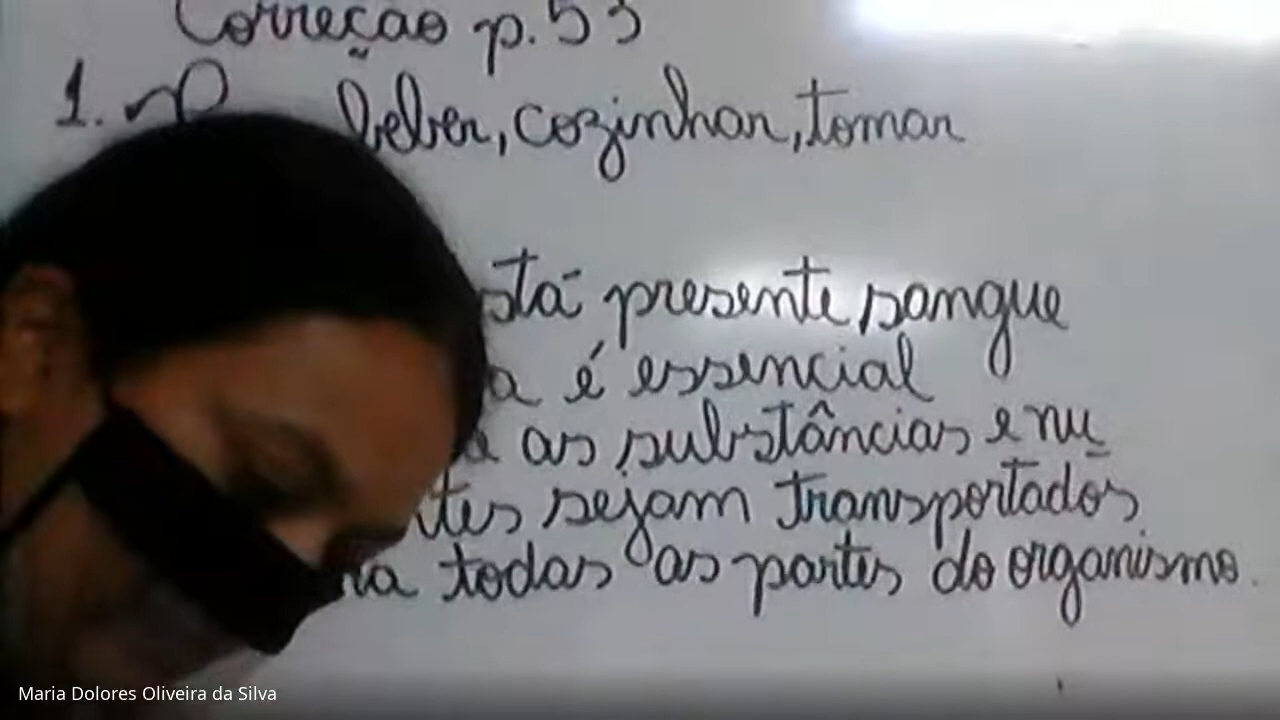 Correção p. 53
1. beber, cozinhar, tomar
stá presente sangue
a é essencial
as substâncias e nu
tes sejam transportados
ra todas as partes do organismo.
Maria Dolores Oliveira da Silva